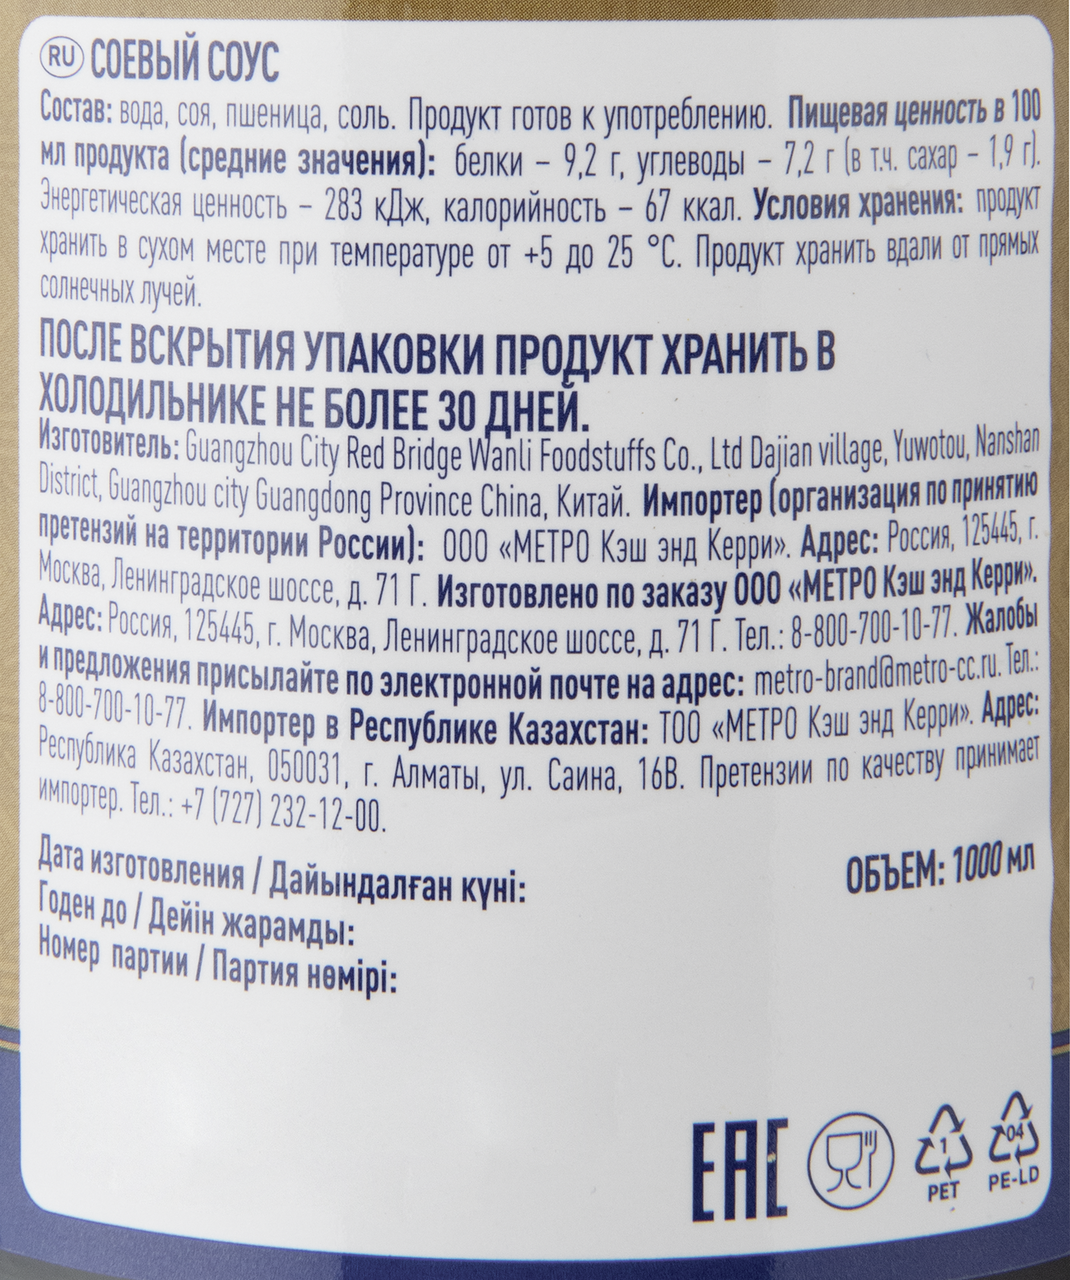 RU СОЕВЫЙ СОУС
Состав: вода, соя, пшеница, соль. Продукт готов к употреблению. Пищевая ценность в 100
мл продукта (средние значения): белки – 9,2 г, углеводы – 7,2 г (в т.ч. сахар – 1,9 г).
Энергетическая ценность – 283 кДж, калорийность – 67 ккал. Условия хранения: продукт
хранить в сухом месте при температуре от +5 до 25 °С. Продукт хранить вдали от прямых
солнечных лучей.
ПОСЛЕ ВСКРЫТИЯ УПАКОВКИ ПРОДУКТ ХРАНИТЬ В
ХОЛОДИЛЬНИКЕ НЕ БОЛЕЕ 30 ДНЕЙ.
Изготовитель: Guangzhou City Red Bridge Wanli Foodstuffs Co., Ltd Dajian village, Yuwotou, Nanshan
District, Guangzhou city Guangdong Province China, Китай. Импортер (организация по принятию
претензий на территории России): ООО «МЕТРО Кэш энд Керри». Адрес: Россия, 125445, г.
Москва, Ленинградское шоссе, д. 71 Г. Изготовлено по заказу ООО «МЕТРО Кэш энд Керри».
Адрес: Россия, 125445, г. Москва, Ленинградское шоссе, д. 71 Г. Тел.: 8-800-700-10-77. Жалобы
и предложения присылайте по электронной почте на адрес: metro-brand@metro-cc.ru. Тел.:
8-800-700-10-77. Импортер в Республике Казахстан: ТОО «МЕТРО Кэш энд Керри». Адрес:
Республика Казахстан, 050031, г. Алматы, ул. Саина, 16В. Претензии по качеству принимает
импортер. Тел.: +7 (727) 232-12-00.
Дата изготовления / Дайындалған күні:
ОБЪЕМ: 1000 мл
Годен до / Дейін жарамды:
Номер партии / Партия нөмірі:
ЕАС
1
PET
04
PE-LD